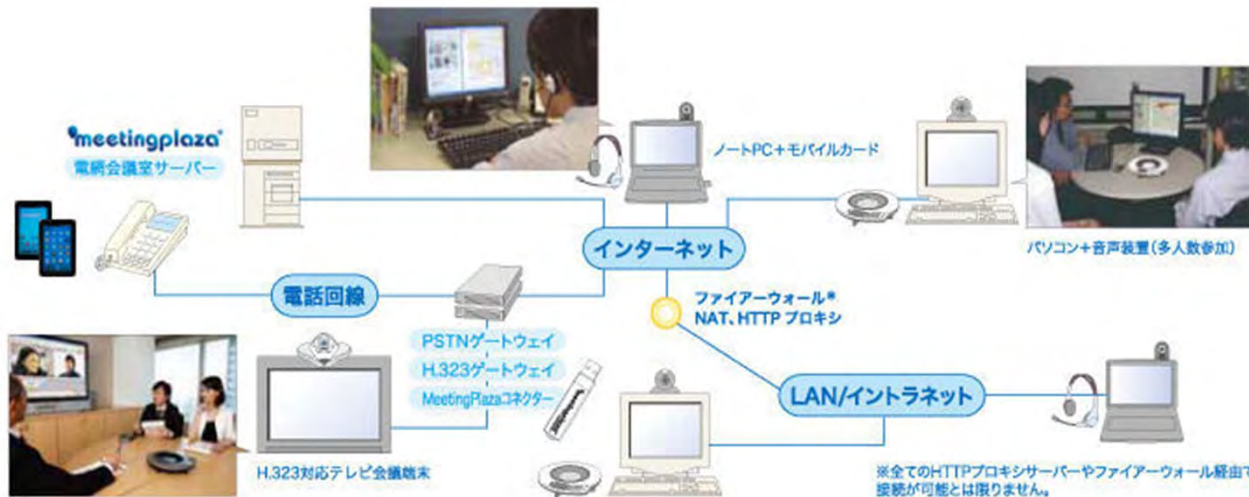 meetingplaza
電網会議室サーバー
ノートPC+モバイルカード
パソコン+音声装置(多人数参加)
インターネット
電話回線
ファイアーウォール*
NAT、HTTP プロキシ
PSTNゲートウェイ
H.323ゲートウェイ
MeetingPlazaコネクター
LAN/イントラネット
H.323対応テレビ会議端末
※全てのHTTPプロキシサーバーやファイアーウォール経由で
接続が可能とは限りません。